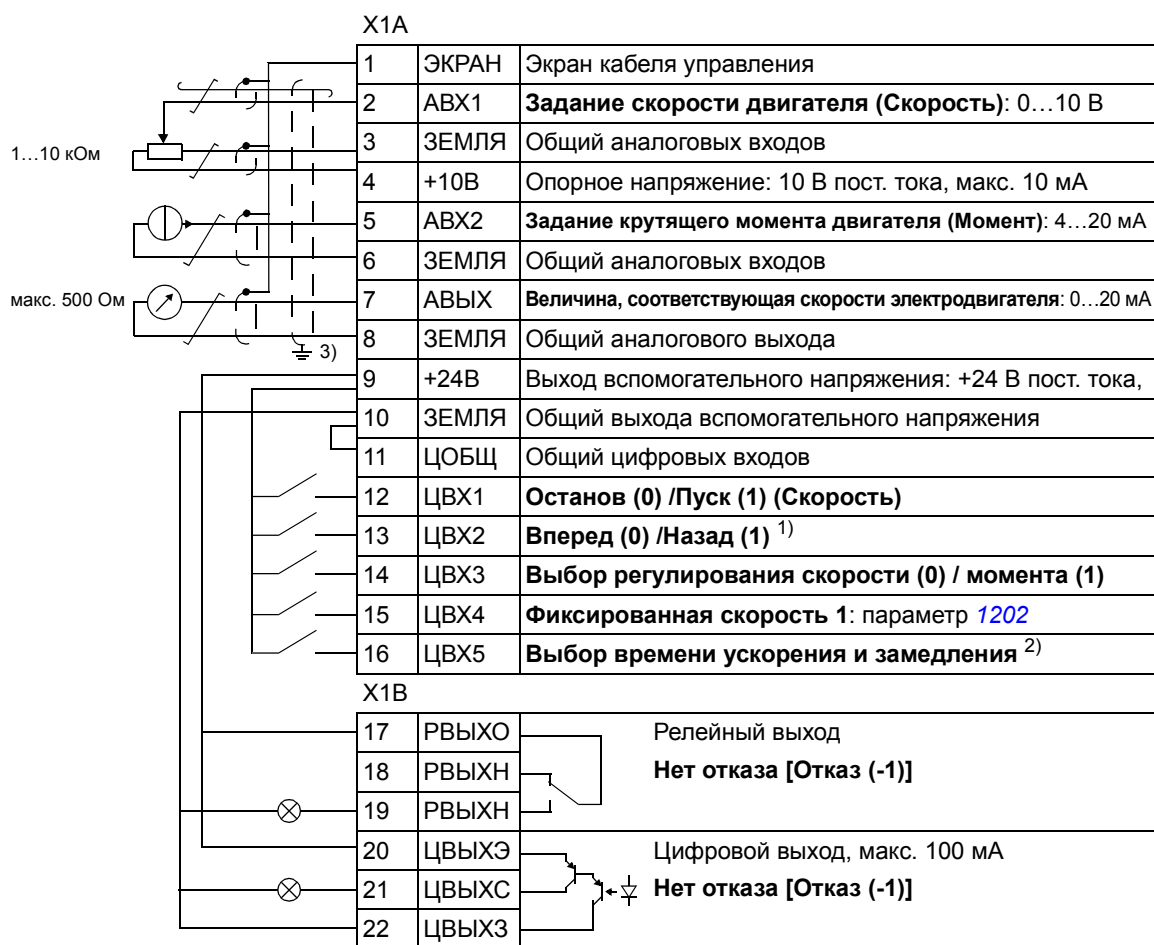 X1A
1 ЭКРАН Экран кабеля управления
2 АВХ1 Задание скорости двигателя (Скорость): 0…10 В
1…10 кОм 3 ЗЕМЛЯ Общий аналоговых входов
4 +10В Опорное напряжение: 10 В пост. тока, макс. 10 мА
5 АВХ2 Задание крутящего момента двигателя (Момент): 4…20 мА
6 ЗЕМЛЯ Общий аналоговых входов
макс. 500 Ом 7 АВЫХ Величина, соответствующая скорости электродвигателя: 0…20 мА
3) 8 ЗЕМЛЯ Общий аналогового выхода
9 +24В Выход вспомогательного напряжения: +24 В пост. тока,
10 ЗЕМЛЯ Общий выхода вспомогательного напряжения
11 ЦОБЩ Общий цифровых входов
12 ЦВХ1 Останов (0) /Пуск (1) (Скорость)
13 ЦВХ2 Вперед (0) /Назад (1) 1)
14 ЦВХ3 Выбор регулирования скорости (0) / момента (1)
15 ЦВХ4 Фиксированная скорость 1: параметр 1202
16 ЦВХ5 Выбор времени ускорения и замедления 2)
X1B
17 РВЫХО Релейный выход
18 РВЫХН Нет отказа [Отказ (-1)]
19 РВЫХН
20 ЦВЫХЭ Цифровой выход, макс. 100 мА
21 ЦВЫХС Нет отказа [Отказ (-1)]
22 ЦВЫХЗ